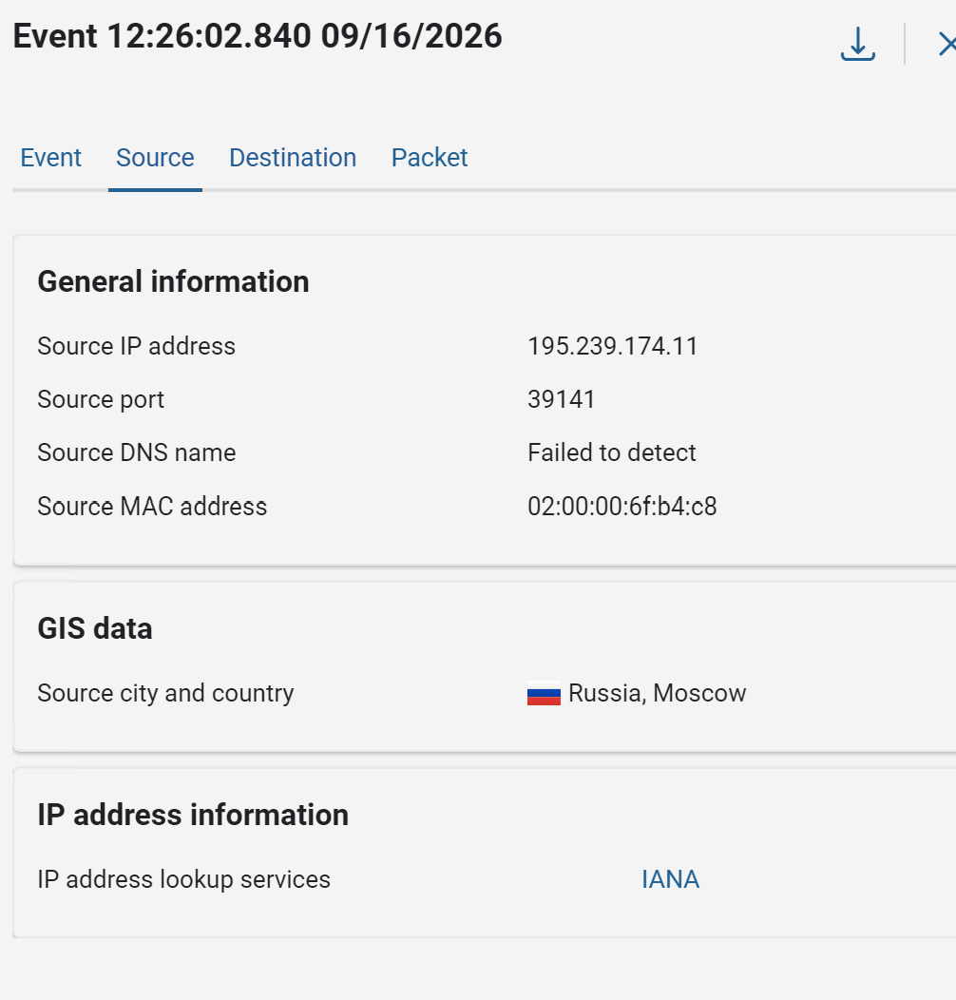 Event 12:26:02.840 09/16/2026
Event Source Destination Packet
General information
Source IP address 195.239.174.11
Source port 39141
Source DNS name Failed to detect
Source MAC address 02:00:00:6f:b4:c8
GIS data
Source city and country Russia, Moscow
IP address information
IP address lookup services IANA